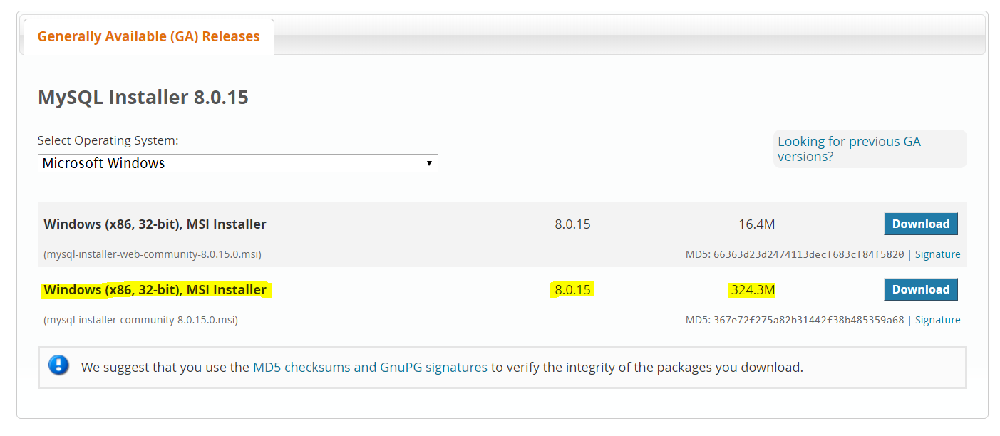 Generally Available (GA) Releases
MySQL Installer 8.0.15
Select Operating System:
Looking for previous GA
versions?
Microsoft Windows
Windows (x86, 32-bit), MSI Installer 8.0.15 16.4M Download
(mysql-installer-web-community-8.0.15.0.msi) MD5: 66363d23d2474113decf683cf84f5820 | Signature
Windows (x86, 32-bit), MSI Installer 8.0.15 324.3M Download
(mysql-installer-community-8.0.15.0.msi) MD5: 367e72f275a82b31442f38b485359a68 | Signature
We suggest that you use the MD5 checksums and GnuPG signatures to verify the integrity of the packages you download.